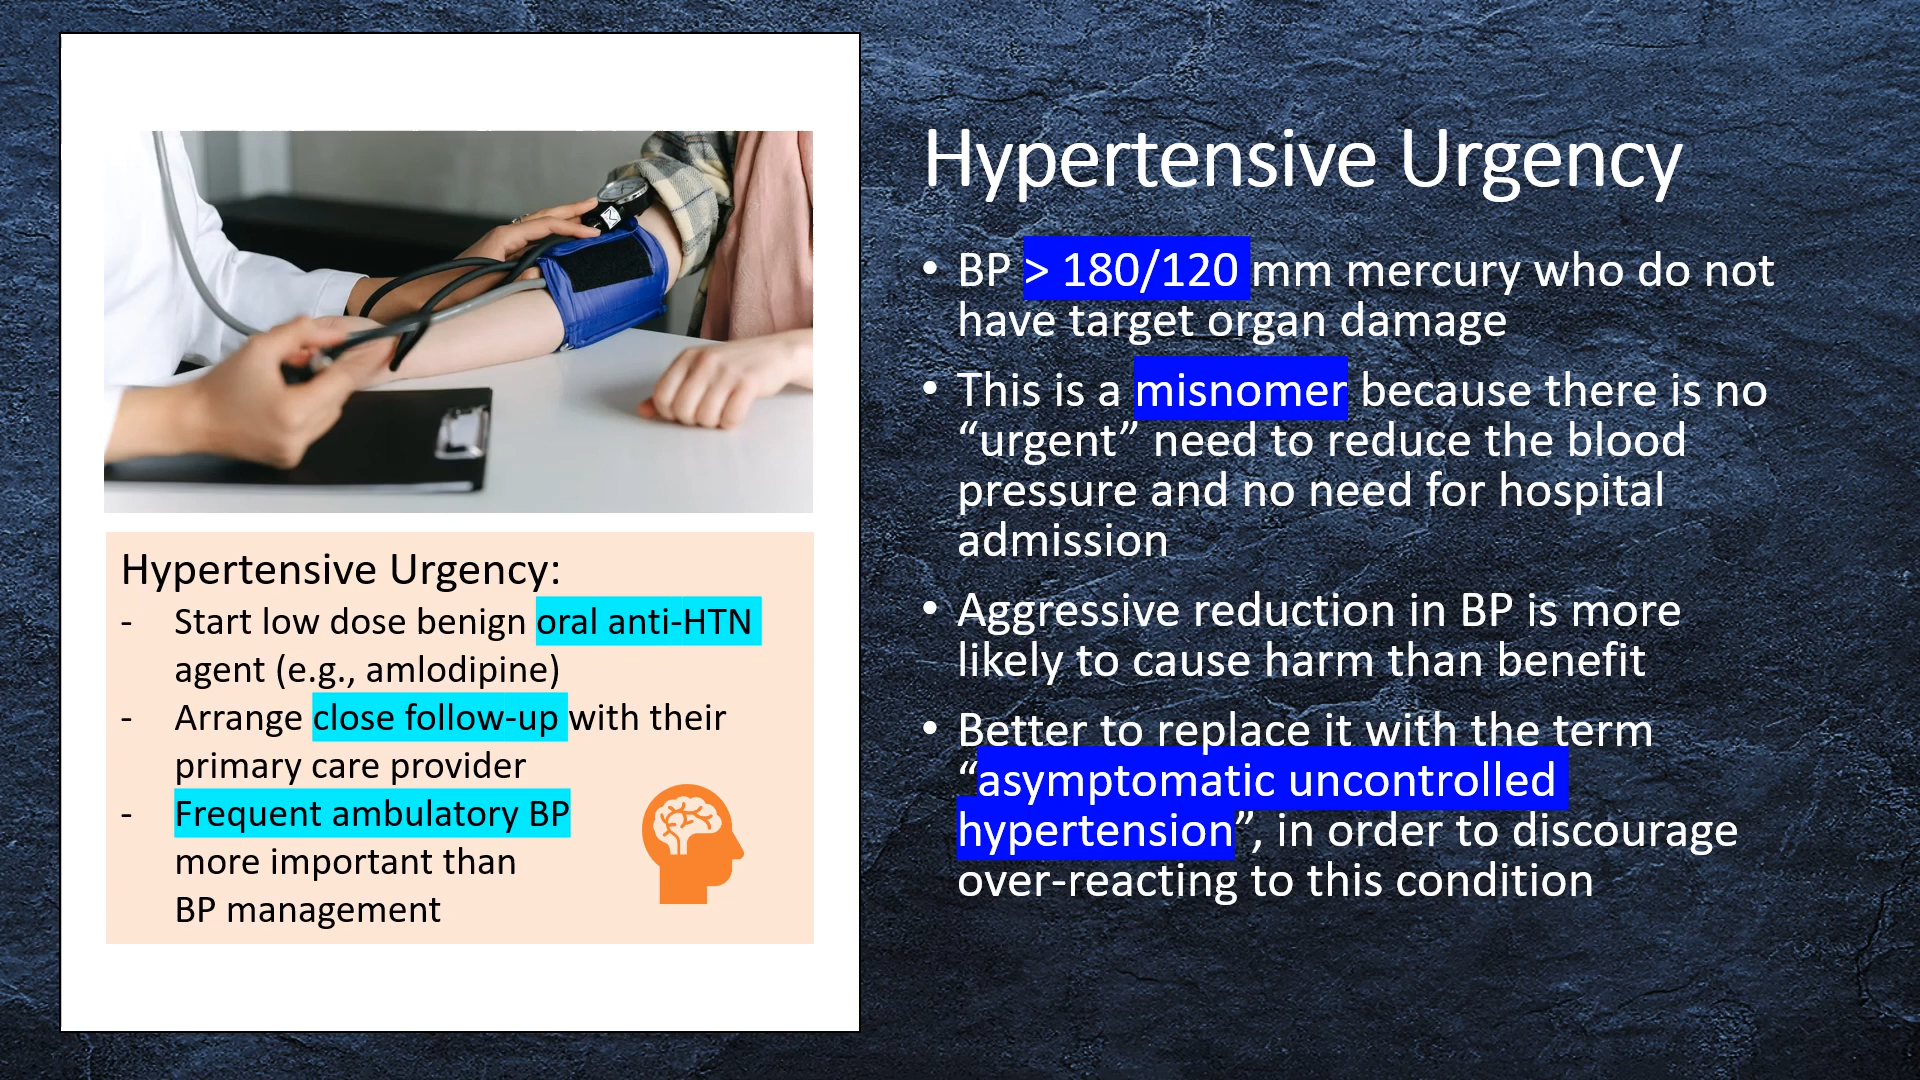 Hypertensive Urgency
• BP > 180/120 mm mercury who do not
have target organ damage
• This is a misnomer because there is no
“urgent” need to reduce the blood
pressure and no need for hospital
admission
• Aggressive reduction in BP is more
likely to cause harm than benefit
• Better to replace it with the term
“asymptomatic uncontrolled
hypertension”, in order to discourage
over-reacting to this condition
Hypertensive Urgency:
- Start low dose benign oral anti-HTN
agent (e.g., amlodipine)
- Arrange close follow-up with their
primary care provider
- Frequent ambulatory BP
more important than
BP management